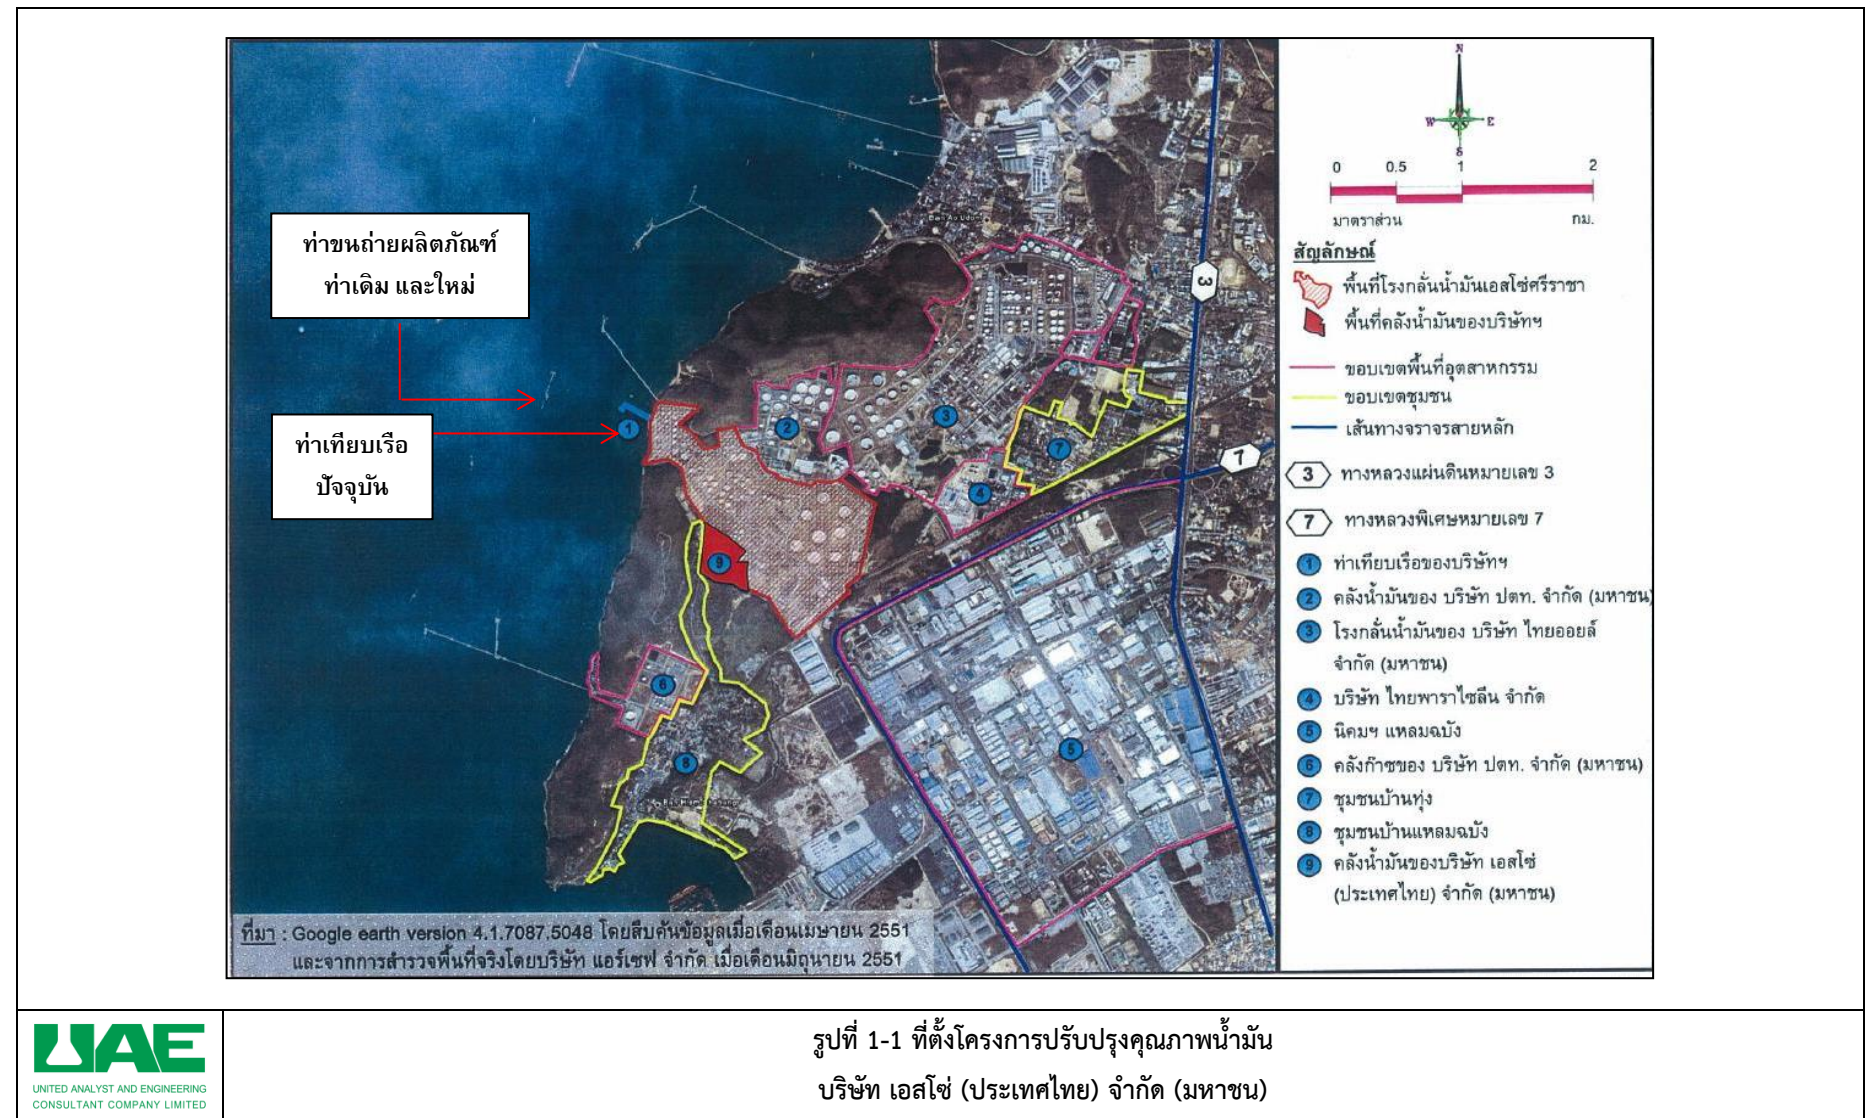 ท่าขนถ่ายผลิตภัณฑ์
ท่าเดิม และใหม่
ท่าเทียบเรือ
ปัจจุบัน
Ban Ao Udom
3
7
1
2
3
4
7
9
6
8
5
N
W
E
S
0
0.5
1
2
มาตราส่วน
กม.
สัญลักษณ์
พื้นที่โรงกลั่นน้ำมันเอสโซ่ศรีราชา
พื้นที่คลังน้ำมันของบริษัทฯ
ขอบเขตพื้นที่อุตสาหกรรม
ขอบเขตชุมชน
เส้นทางจราจรสายหลัก
3 ทางหลวงแผ่นดินหมายเลข 3
7 ทางหลวงพิเศษหมายเลข 7
1 ท่าเทียบเรือของบริษัทฯ
2 คลังน้ำมันของ บริษัท ปตท. จำกัด (มหาชน)
3 โรงกลั่นน้ำมันของ บริษัท ไทยออยล์
จำกัด (มหาชน)
4 บริษัท ไทยพาราไซลีน จำกัด
5 นิคมฯ แหลมฉบัง
6 คลังก๊าซของ บริษัท ปตท. จำกัด (มหาชน)
7 ชุมชนบ้านทุ่ง
8 ชุมชนบ้านแหลมฉบัง
9 คลังน้ำมันของบริษัท เอสโซ่
(ประเทศไทย) จำกัด (มหาชน)
ที่มา : Google earth version 4.1.7087.5048 โดยสืบค้นข้อมูลเมื่อเดือนเมษายน 2551
และจากการสำรวจพื้นที่จริงโดยบริษัท แอร์เซฟ จำกัด เมื่อเดือนมิถุนายน 2551
UAE
UNITED ANALYST AND ENGINEERING
CONSULTANT COMPANY LIMITED
รูปที่ 1-1 ที่ตั้งโครงการปรับปรุงคุณภาพน้ำมัน
บริษัท เอสโซ่ (ประเทศไทย) จำกัด (มหาชน)